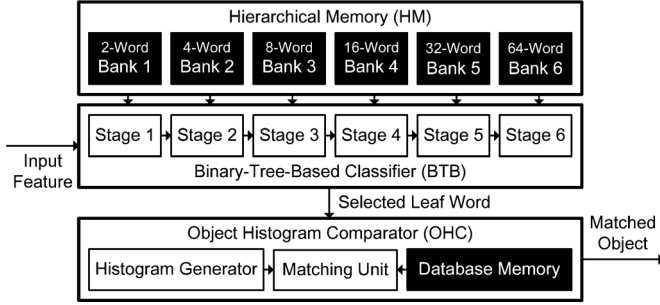 Hierarchical Memory (HM)
2-Word 4-Word 8-Word 16-Word 32-Word 64-Word
Bank 1 Bank 2 Bank 3 Bank 4 Bank 5 Bank 6
Stage 1 Stage 2 Stage 3 Stage 4 Stage 5 Stage 6
Input
Feature
Binary-Tree-Based Classifier (BTB)
Selected Leaf Word
Object Histogram Comparator (OHC)
Matched
Object
Histogram Generator Matching Unit Database Memory